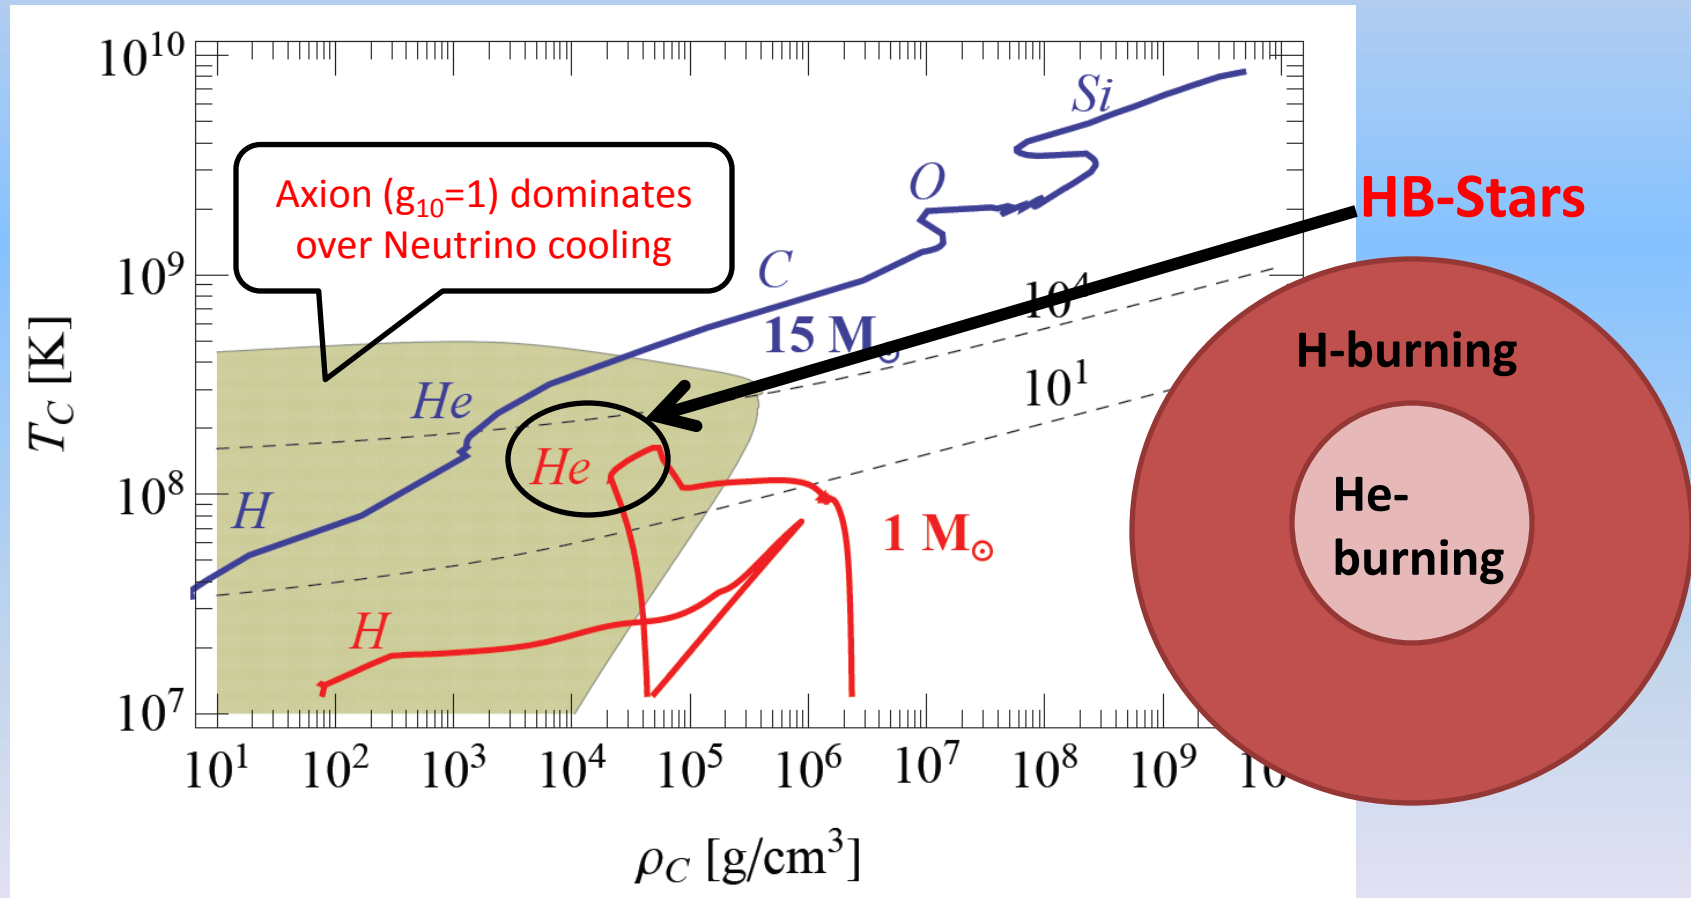 10¹⁰
Si
Axion (g₁₀=1) dominates
over Neutrino cooling
O
HB-Stars
10⁹
C
10⁴
15 M☉
H-burning
T_C [K]
10¹
He
He
10⁸
H
He-
burning
1 M☉
H
10⁷
10¹ 10² 10³ 10⁴ 10⁵ 10⁶ 10⁷ 10⁸ 10⁹
ρ_C [g/cm³]